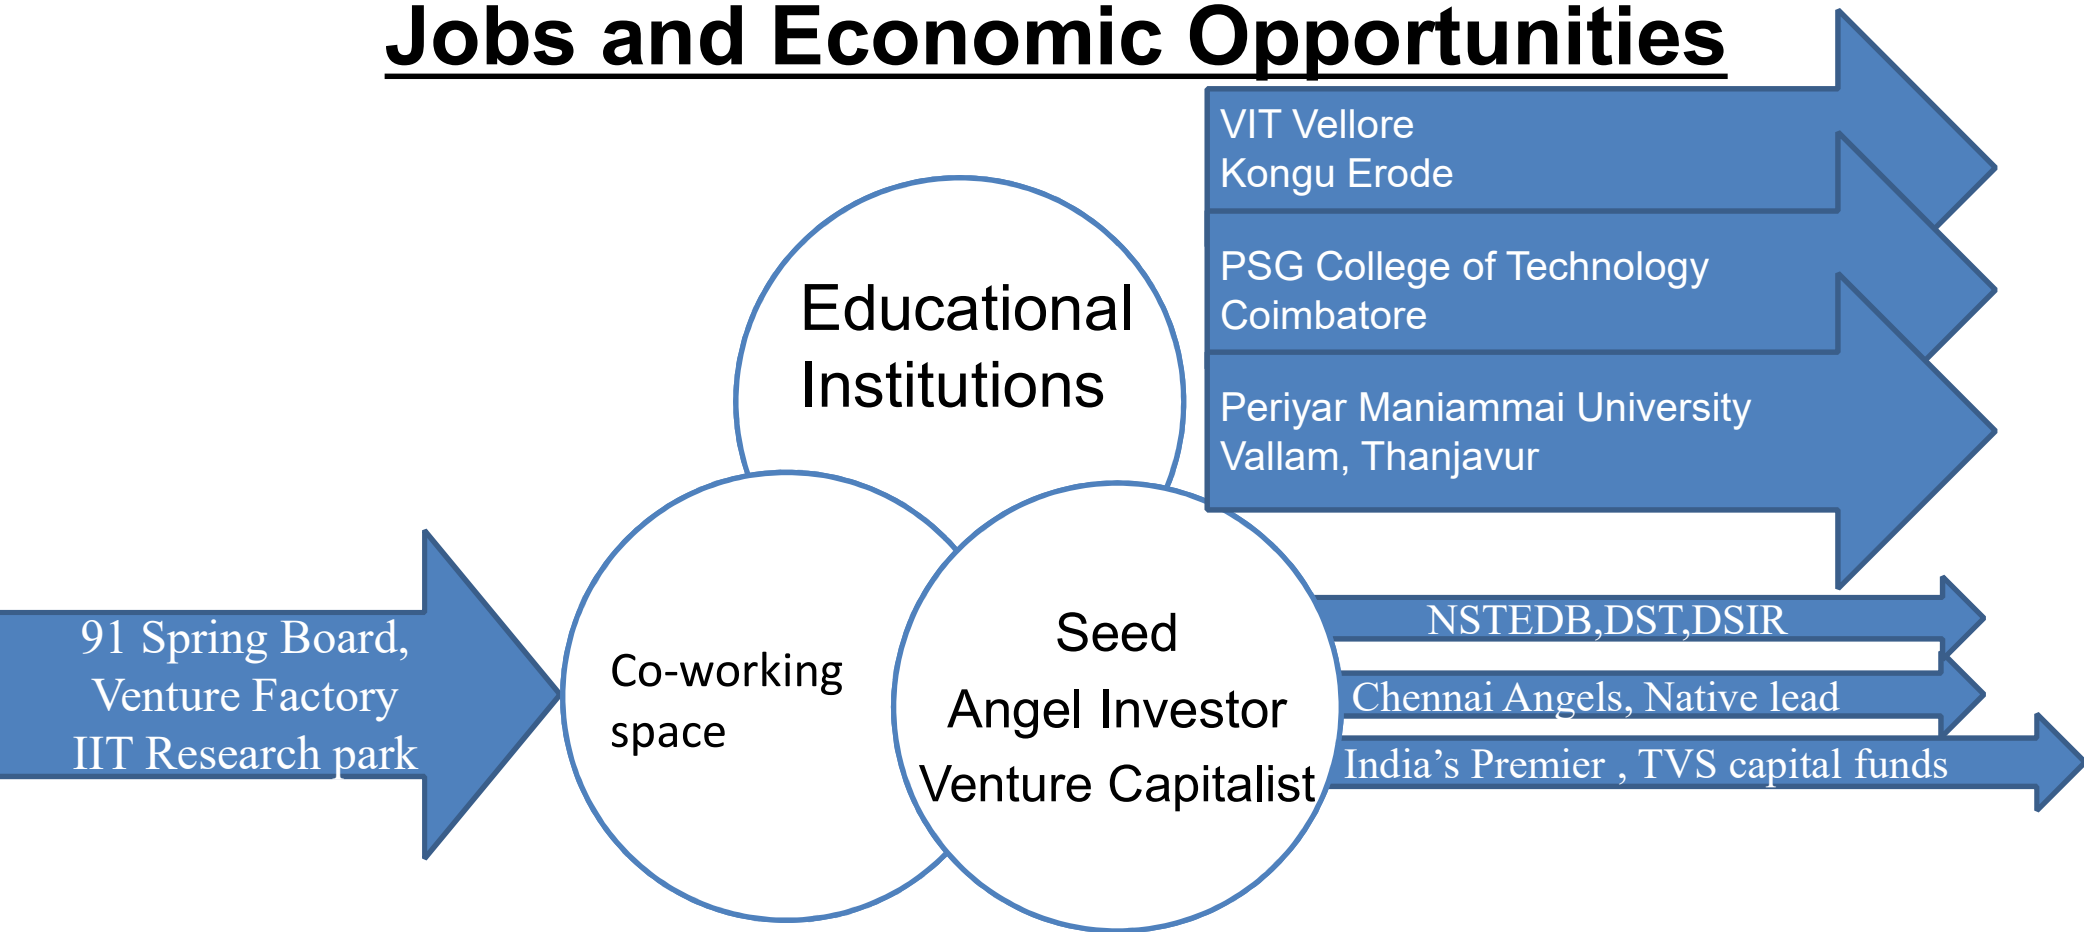 Jobs and Economic Opportunities
VIT Vellore
Kongu Erode
PSG College of Technology
Coimbatore
Periyar Maniammai University
Vallam, Thanjavur
Educational
Institutions
91 Spring Board,
Venture Factory
IIT Research park
Co-working
space
Seed
Angel Investor
Venture Capitalist
NSTEDB,DST,DSIR
Chennai Angels, Native lead
India’s Premier , TVS capital funds